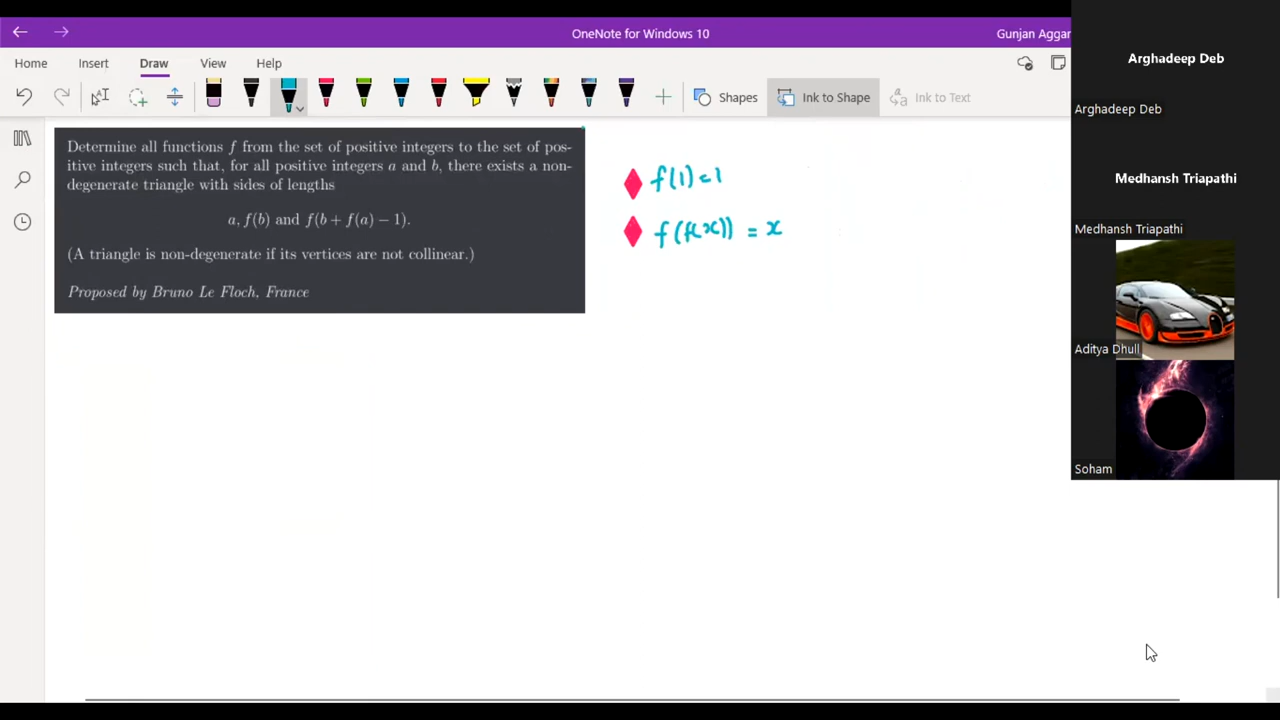 OneNote for Windows 10
Gunjan Aggar
Home Insert Draw View Help
Shapes Ink to Shape Ink to Text
Determine all functions f from the set of positive integers to the set of pos-
itive integers such that, for all positive integers a and b, there exists a non-
degenerate triangle with sides of lengths
a, f(b) and f(b + f(a) − 1).
(A triangle is non-degenerate if its vertices are not collinear.)
Proposed by Bruno Le Floch, France
f(1) = 1
f(f(x)) = x
Arghadeep Deb
Arghadeep Deb
Medhansh Triapathi
Medhansh Triapathi
Aditya Dhull
Soham